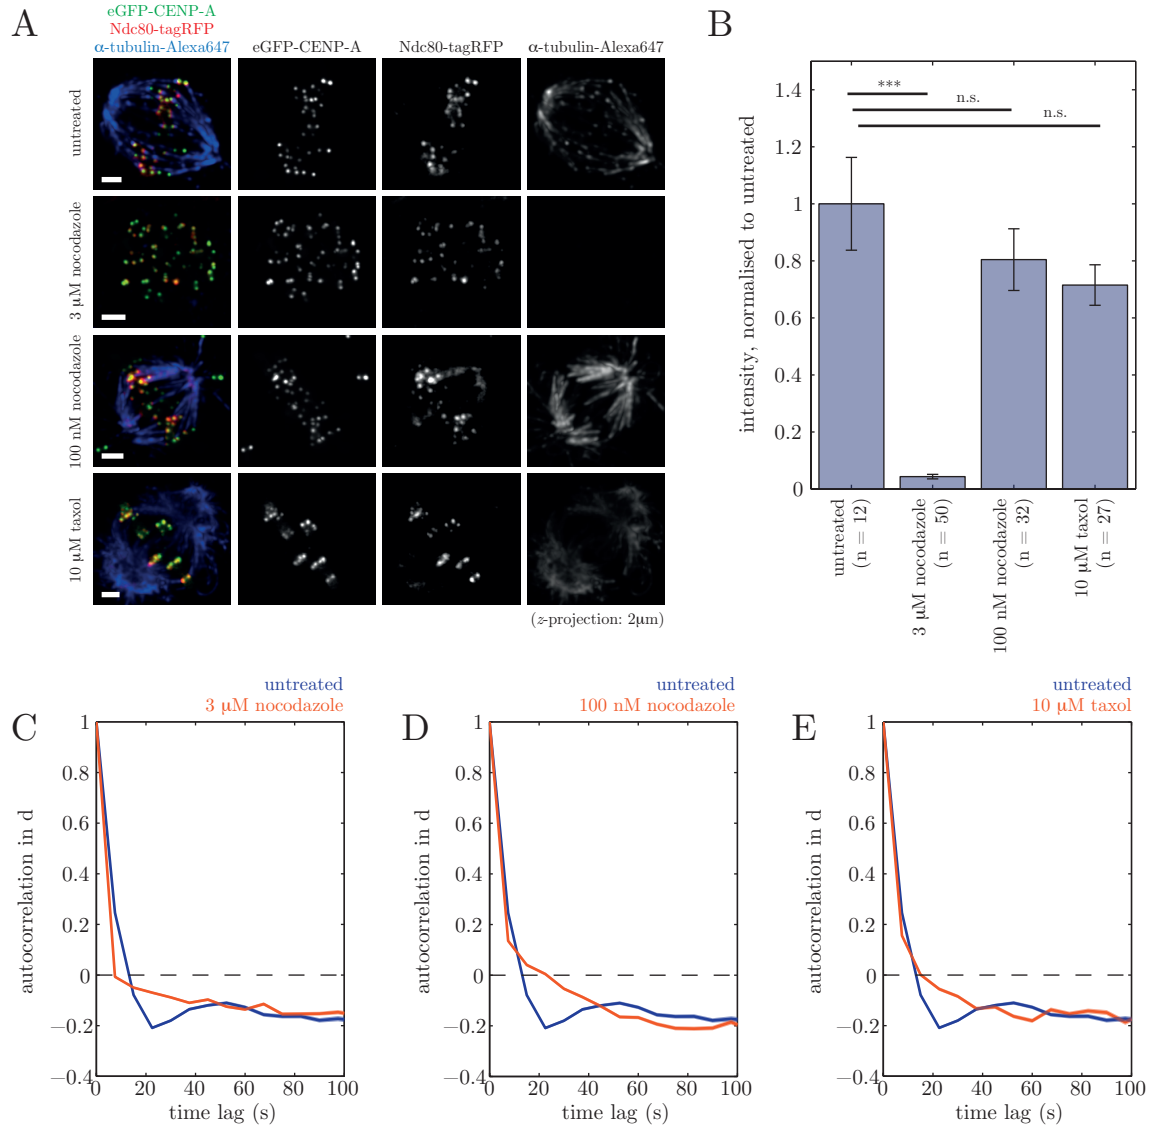 A
eGFP-CENP-A
Ndc80-tagRFP
α-tubulin-Alexa647
eGFP-CENP-A
Ndc80-tagRFP
α-tubulin-Alexa647
untreated
3 µM nocodazole
100 nM nocodazole
10 µM taxol
(z-projection: 2µm)
B
intensity, normalised to untreated
1.4
1.2
1
0.8
0.6
0.4
0.2
0
***
n.s.
n.s.
untreated
(n = 12)
3 µM nocodazole
(n = 50)
100 nM nocodazole
(n = 32)
10 µM taxol
(n = 27)
C
untreated
3 µM nocodazole
autocorrelation in d
1
0.8
0.6
0.4
0.2
0
−0.2
−0.4
0 20 40 60 80 100
time lag (s)
D
untreated
100 nM nocodazole
autocorrelation in d
1
0.8
0.6
0.4
0.2
0
−0.2
−0.4
0 20 40 60 80 100
time lag (s)
E
untreated
10 µM taxol
autocorrelation in d
1
0.8
0.6
0.4
0.2
0
−0.2
−0.4
0 20 40 60 80 100
time lag (s)